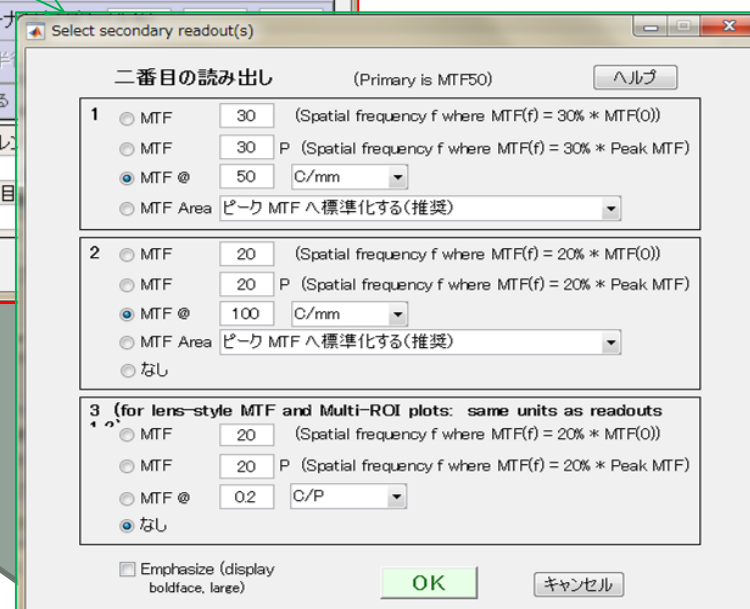 Select secondary readout(s)
二番目の読み出し (Primary is MTF50) ヘルプ
1 MTF 30 (Spatial frequency f where MTF(f) = 30% * MTF(0))
MTF 30 P (Spatial frequency f where MTF(f) = 30% * Peak MTF)
MTF @ 50 C/mm
MTF Area ピーク MTF へ標準化する(推奨)
2 MTF 20 (Spatial frequency f where MTF(f) = 20% * MTF(0))
MTF 20 P (Spatial frequency f where MTF(f) = 20% * Peak MTF)
MTF @ 100 C/mm
MTF Area ピーク MTF へ標準化する(推奨)
なし
3 (for lens-style MTF and Multi-ROI plots: same units as readouts
MTF 20 (Spatial frequency f where MTF(f) = 20% * MTF(0))
MTF 20 P (Spatial frequency f where MTF(f) = 20% * Peak MTF)
MTF @ 0.2 C/P
なし
Emphasize (display
boldface, large)
OK キャンセル